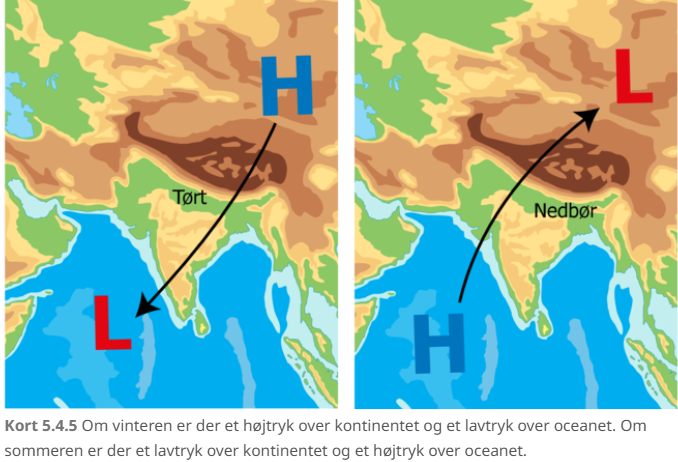 H
Tørt
L
L
Nedbør
H
Kort 5.4.5 Om vinteren er der et højtryk over kontinentet og et lavtryk over oceanet. Om
sommeren er der et lavtryk over kontinentet og et højtryk over oceanet.